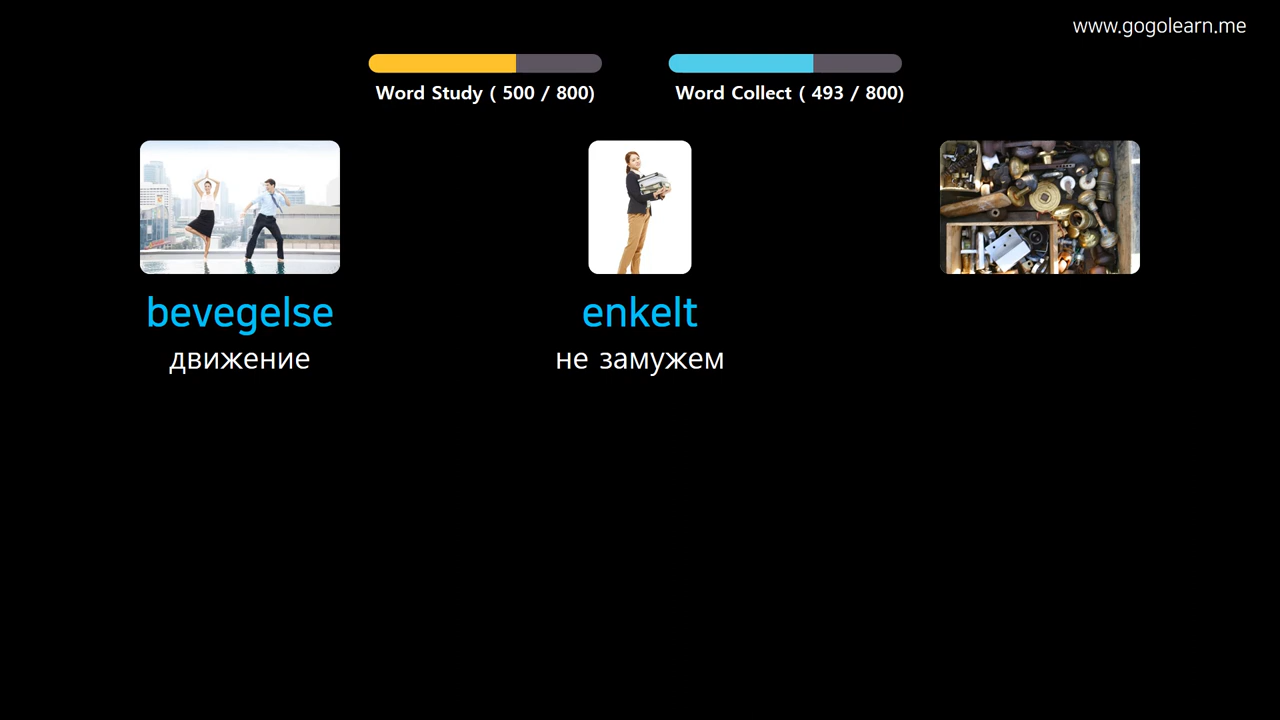 www.gogolearn.me
Word Study ( 500 / 800)
Word Collect ( 493 / 800)
bevegelse
enkelt
движение
не замужем